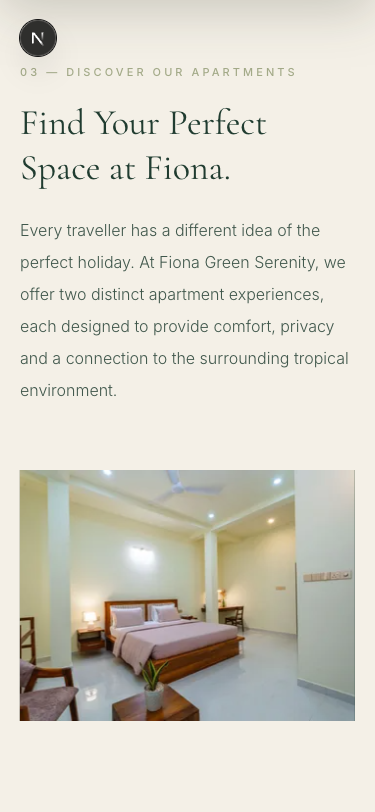 N
03 — DISCOVER OUR APARTMENTS
Find Your Perfect
Space at Fiona.
Every traveller has a different idea of the
perfect holiday. At Fiona Green Serenity, we
offer two distinct apartment experiences,
each designed to provide comfort, privacy
and a connection to the surrounding tropical
environment.